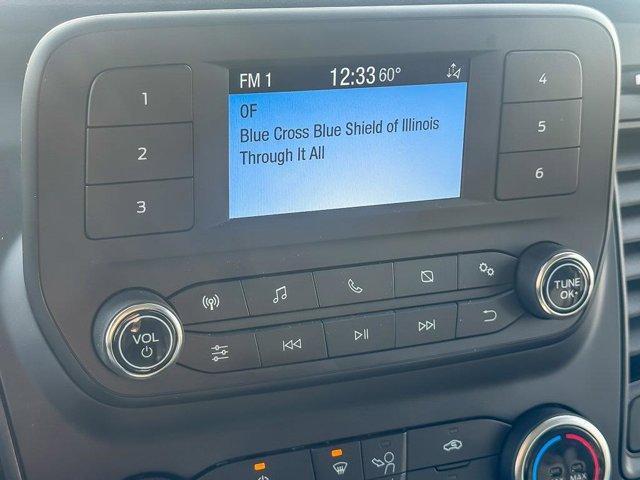 FM 1 12:33 60°
OF
Blue Cross Blue Shield of Illinois
Through It All
1
2
3
4
5
6
VOL
TUNE
OK
MAX